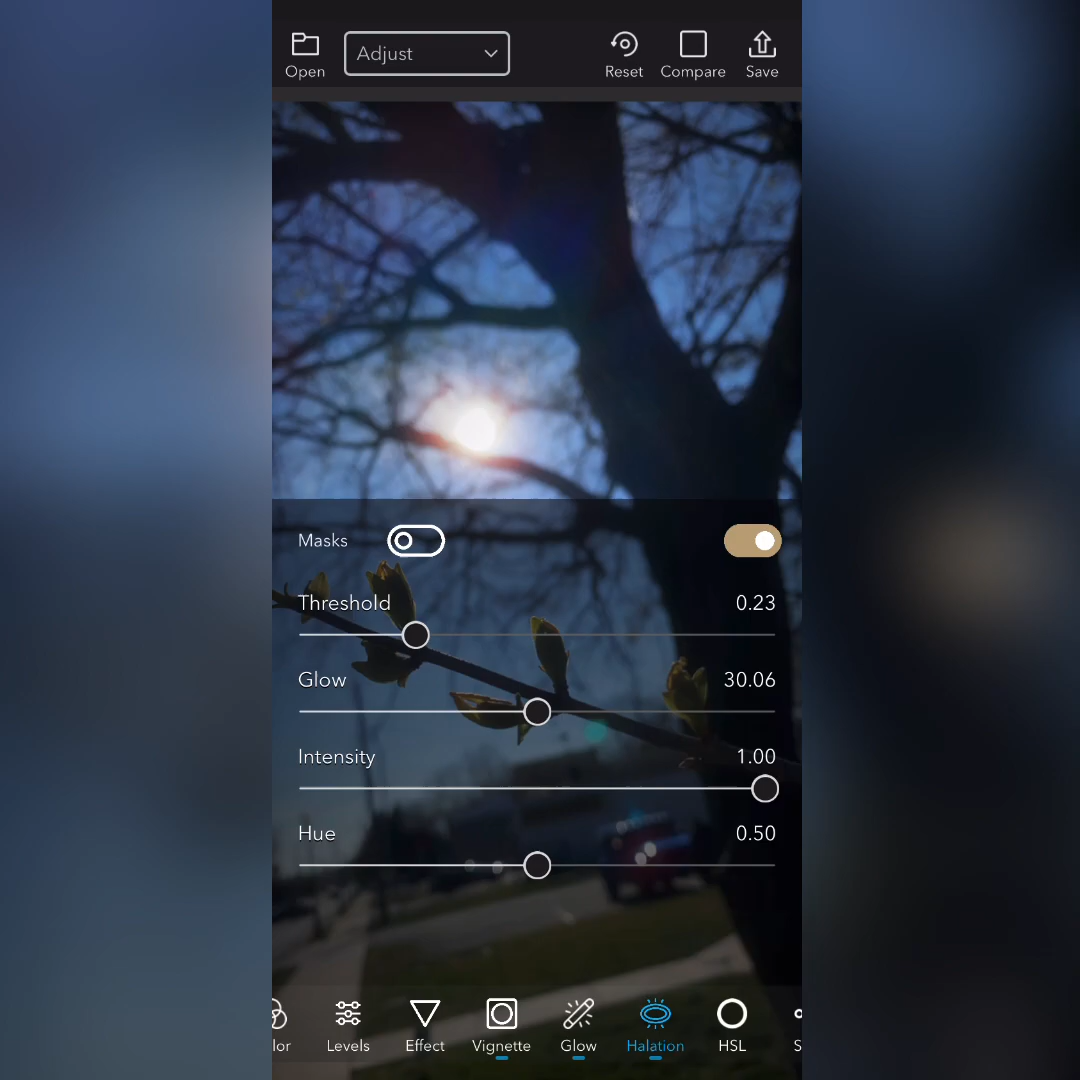 Open
Adjust
Reset
Compare
Save
Masks
Threshold 0.23
Glow 30.06
Intensity 1.00
Hue 0.50
lor Levels Effect Vignette Glow Halation HSL S